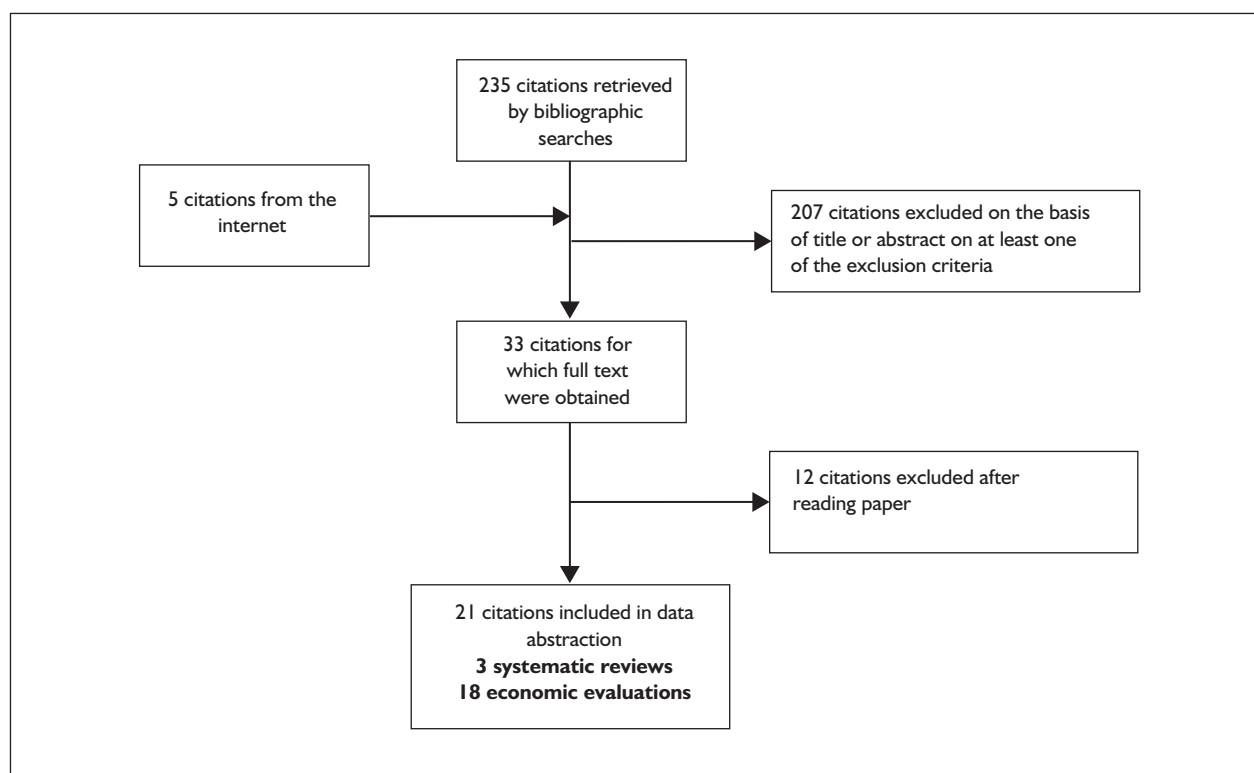 235 citations retrieved
by bibliographic
searches
5 citations from the
internet
207 citations excluded on the basis
of title or abstract on at least one
of the exclusion criteria
33 citations for
which full text
were obtained
12 citations excluded after
reading paper
21 citations included in data
abstraction
3 systematic reviews
18 economic evaluations